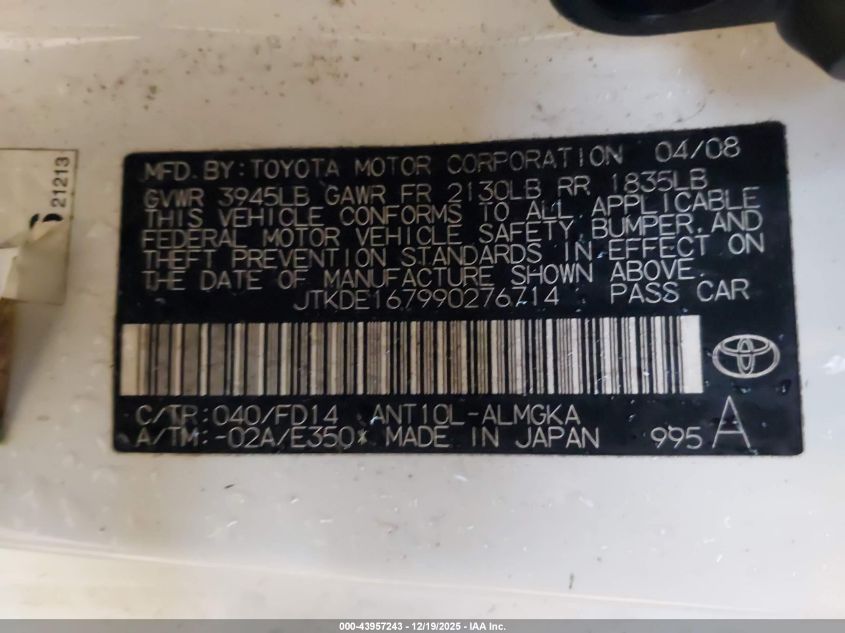 MFD. BY: TOYOTA MOTOR CORPORATION 04/08
GVWR 3945LB GAWR FR 2130LB RR 1835LB
THIS VEHICLE CONFORMS TO ALL APPLICABLE
FEDERAL MOTOR VEHICLE SAFETY, BUMPER, AND
THEFT PREVENTION STANDARDS IN EFFECT ON
THE DATE OF MANUFACTURE SHOWN ABOVE.
JTKDE167990276714 PASS CAR
C/TR: 040/FD14 ANT10L-ALMGKA
A/TM: -02A/E350* MADE IN JAPAN 995 A
21213
000-43957243 | 12/19/2025 - IAA Inc.